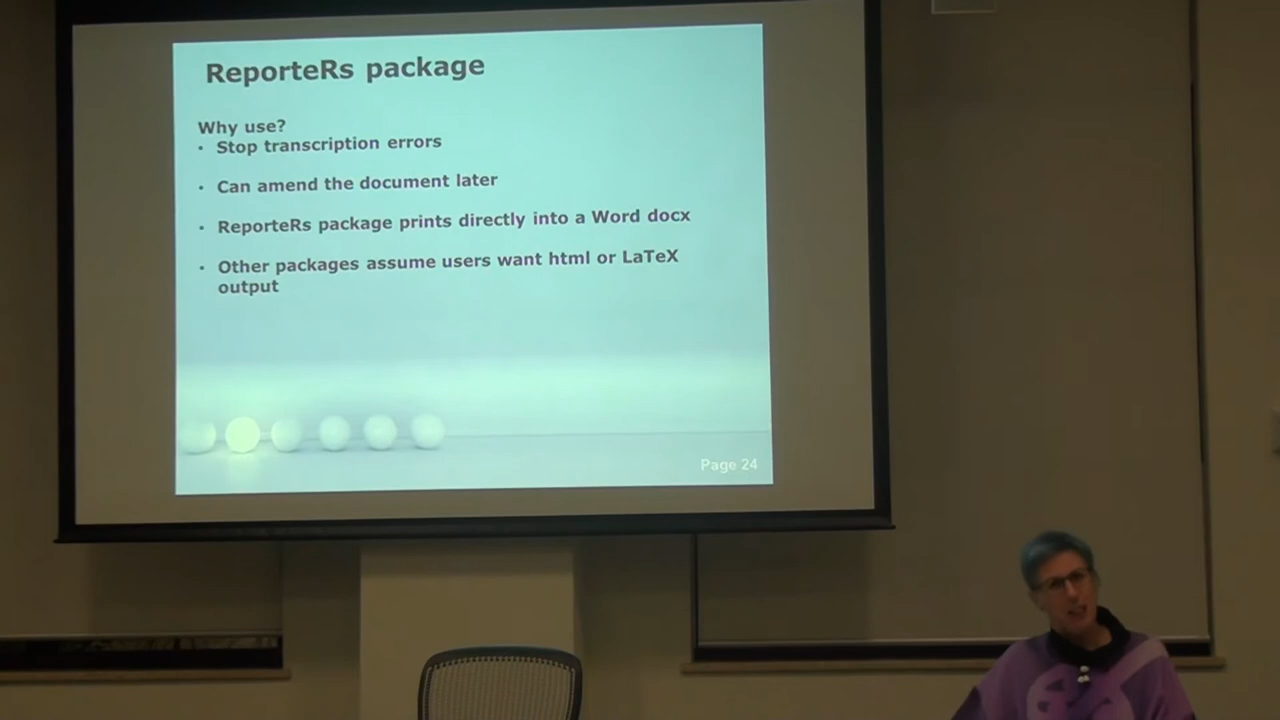 ReporteRs package
Why use?
• Stop transcription errors
• Can amend the document later
• ReporteRs package prints directly into a Word docx
• Other packages assume users want html or LaTeX
output
Page 24